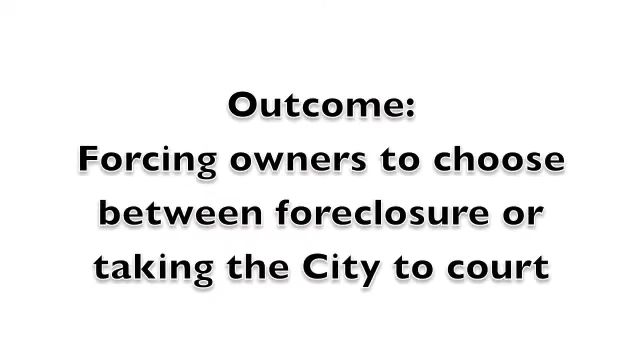 Outcome:
Forcing owners to choose
between foreclosure or
taking the City to court